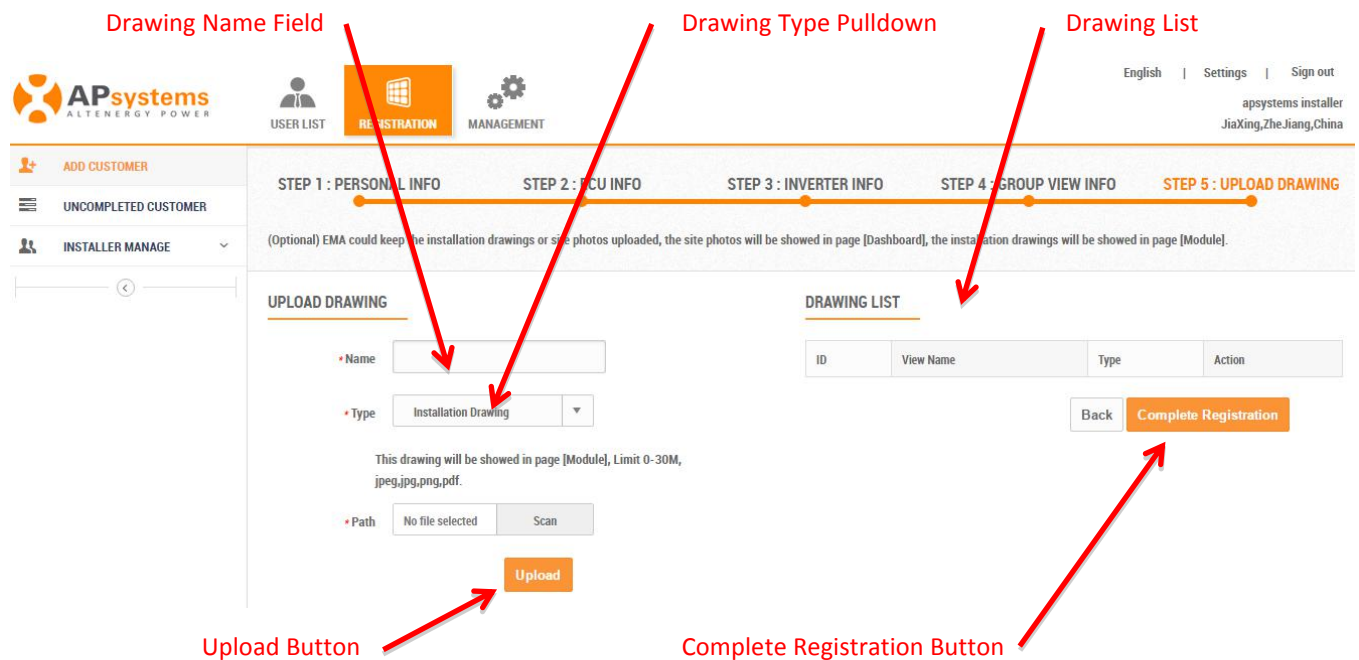 Drawing Name Field
Drawing Type Pulldown
Drawing List
APsystems
ALTENERGY POWER
USER LIST
REGISTRATION
MANAGEMENT
English | Settings | Sign out
apsystems installer
JiaXing,ZheJiang,China
ADD CUSTOMER
UNCOMPLETED CUSTOMER
INSTALLER MANAGE
STEP 1 : PERSONAL INFO
STEP 2 : ECU INFO
STEP 3 : INVERTER INFO
STEP 4 : GROUP VIEW INFO
STEP 5 : UPLOAD DRAWING
(Optional) EMA could keep the installation drawings or site photos uploaded, the site photos will be showed in page [Dashboard], the installation drawings will be showed in page [Module].
UPLOAD DRAWING
* Name
* Type Installation Drawing
This drawing will be showed in page [Module], Limit 0-30M,
jpeg,jpg,png,pdf.
* Path No file selected Scan
Upload
DRAWING LIST
ID View Name Type Action
Back Complete Registration
Upload Button
Complete Registration Button